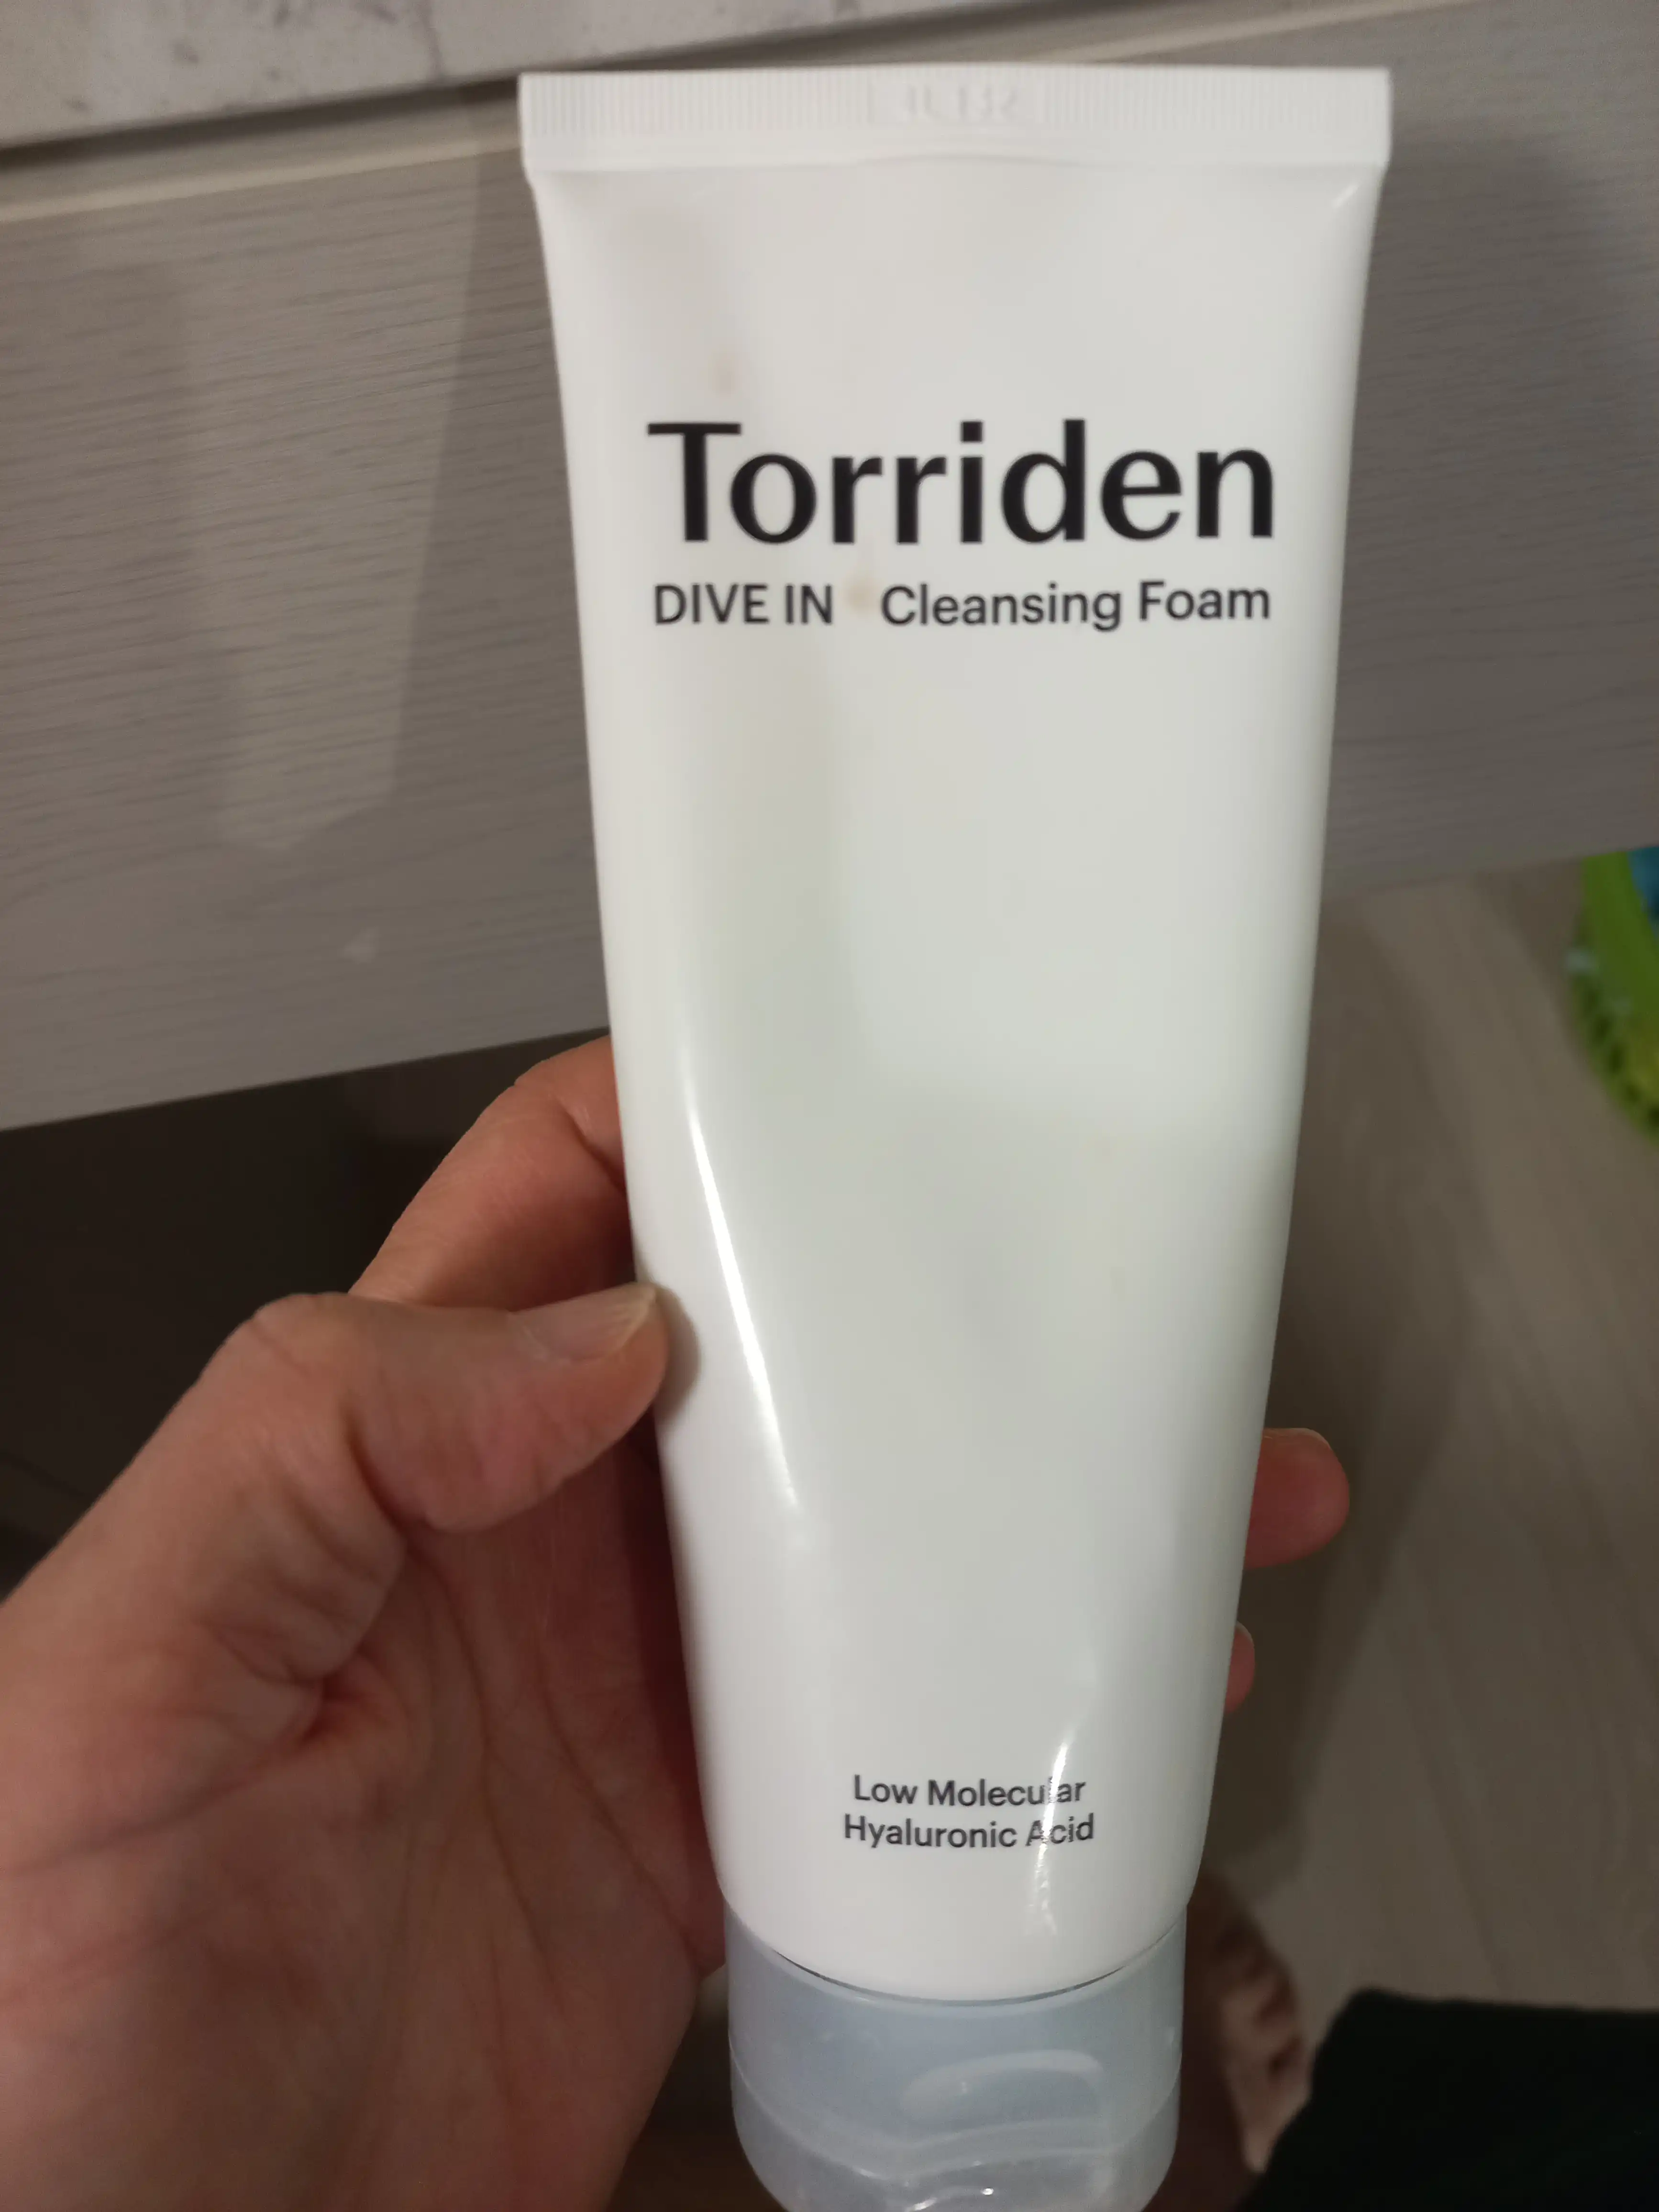 Torriden
DIVE IN Cleansing Foam
Low Molecular
Hyaluronic Acid